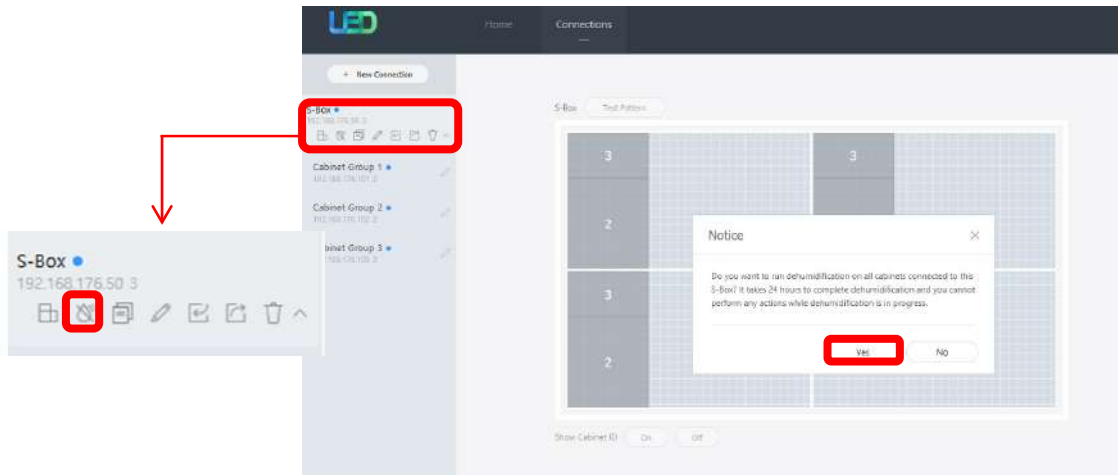 LED
Home
Connections
+ New Connection
S-Box
Cabinet Group 1
Cabinet Group 2
binet Group 3
S-Box
192.168.176.50 3
S-Box
Test Pattern
3
3
2
3
2
Notice
Do you want to run dehumidification on all cabinets connected to this
S-Box? It takes 24 hours to complete dehumidification and you cannot
perform any actions while dehumidification is in progress.
Yes
No
Show Cabinet ID
On
Off